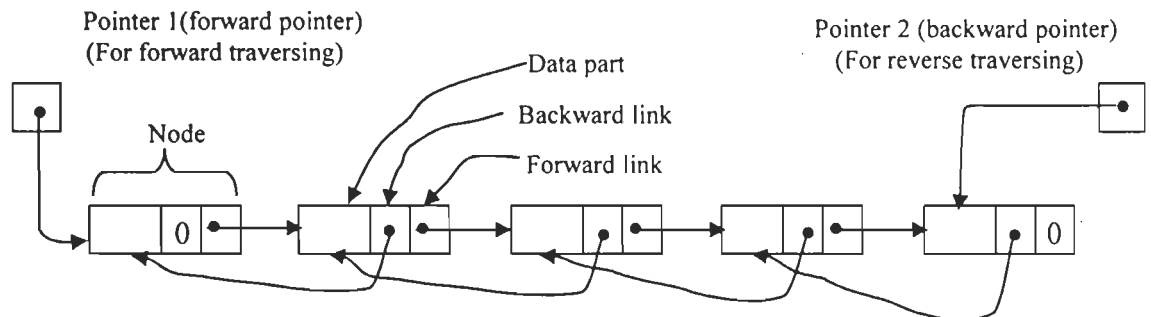 Pointer 1(forward pointer)
(For forward traversing)
Pointer 2 (backward pointer)
(For reverse traversing)
Data part
Backward link
Forward link
Node
0
0